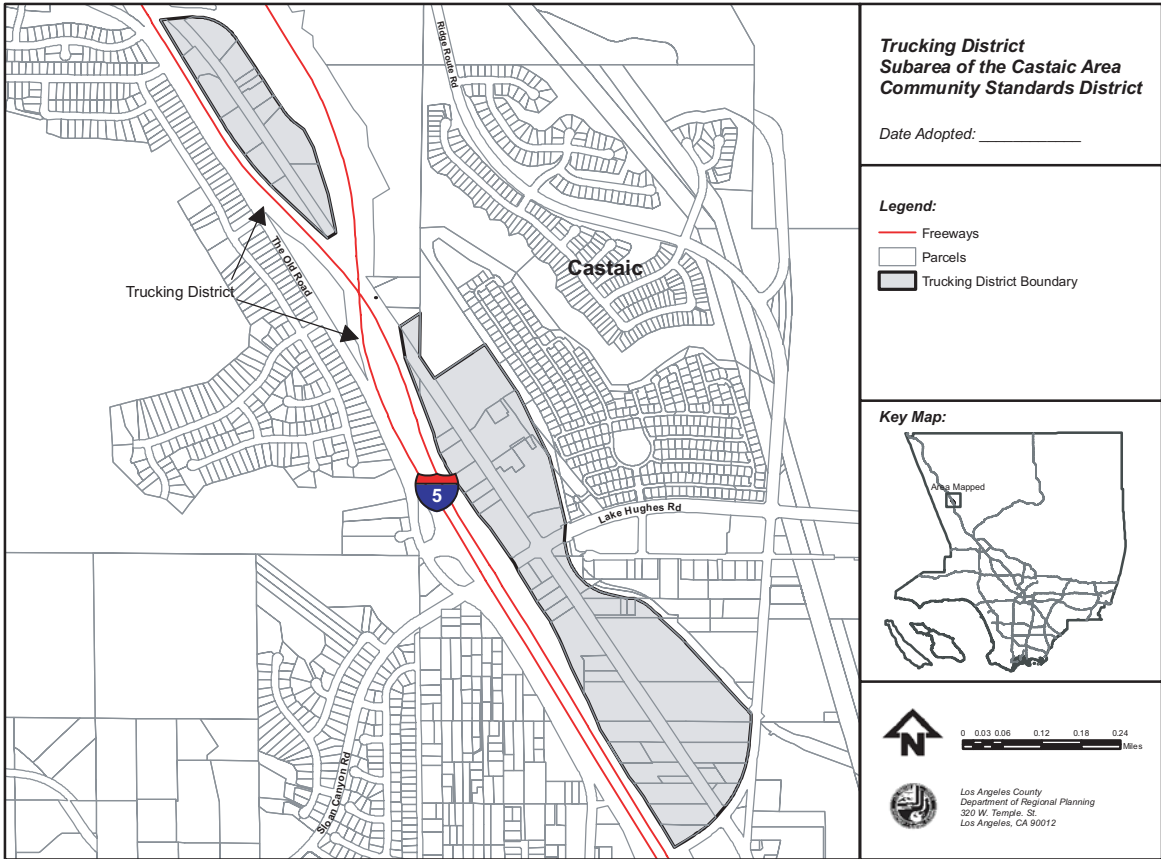 Ridge Route Rd
Castaic
The Old Road
Trucking District
5
Lake Hughes Rd
Sloan Canyon Rd
Trucking District
Subarea of the Castaic Area
Community Standards District
Date Adopted: _____________
Legend:
Freeways
Parcels
Trucking District Boundary
Key Map:
Area Mapped
N
0 0.03 0.06 0.12 0.18 0.24
Miles
Los Angeles County
Department of Regional Planning
320 W. Temple. St.
Los Angeles, CA 90012